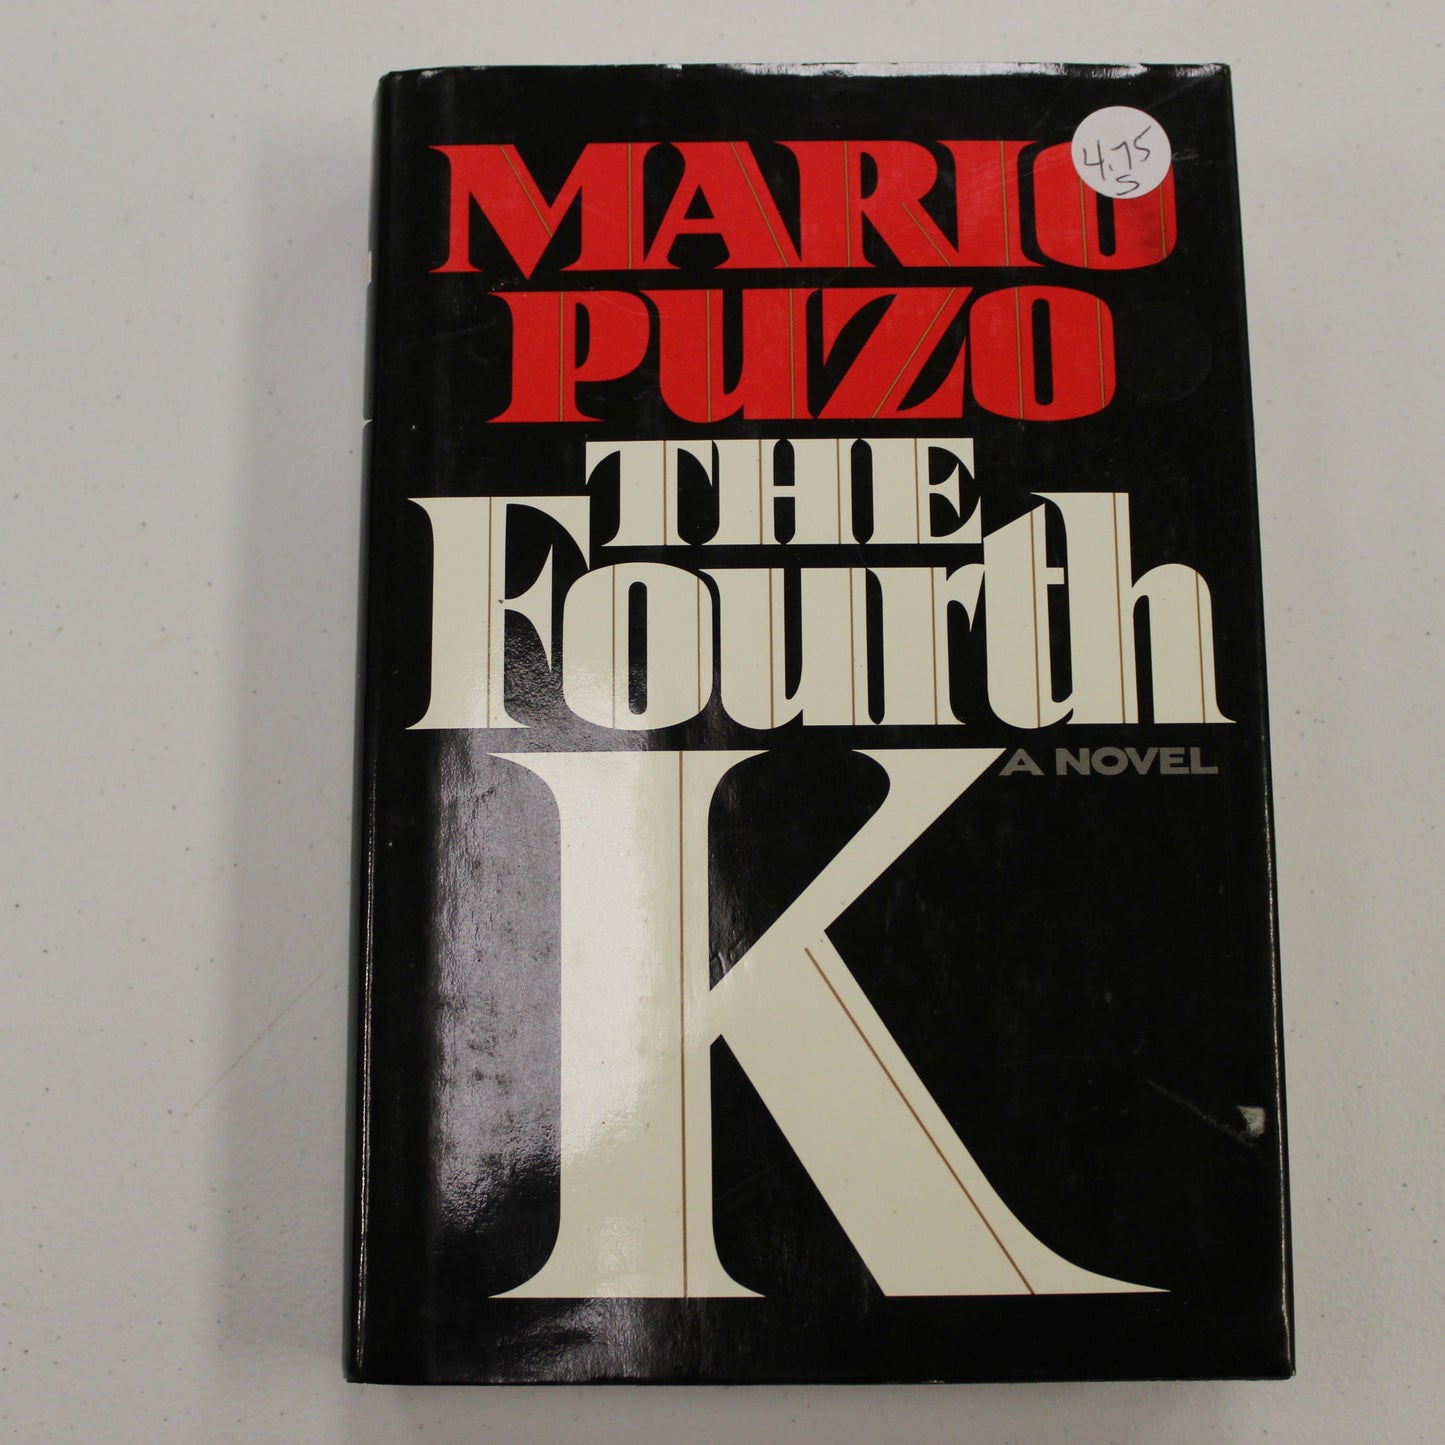 4.75
S
MARIO
PUZO
THE
Fourth
K
A NOVEL